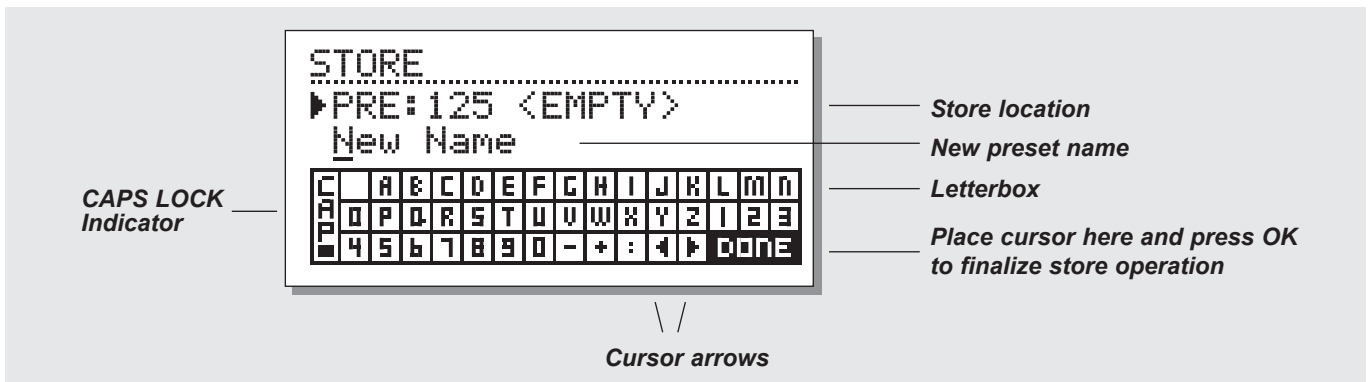 STORE
▶PRE:125 <EMPTY>
New Name
CAP
A B C D E F G H I J K L M N
O P Q R S T U V W X Y Z 1 2 3
4 5 6 7 8 9 0 - + : ◀ ▶ DONE
CAPS LOCK
Indicator
Store location
New preset name
Letterbox
Place cursor here and press OK
to finalize store operation
Cursor arrows